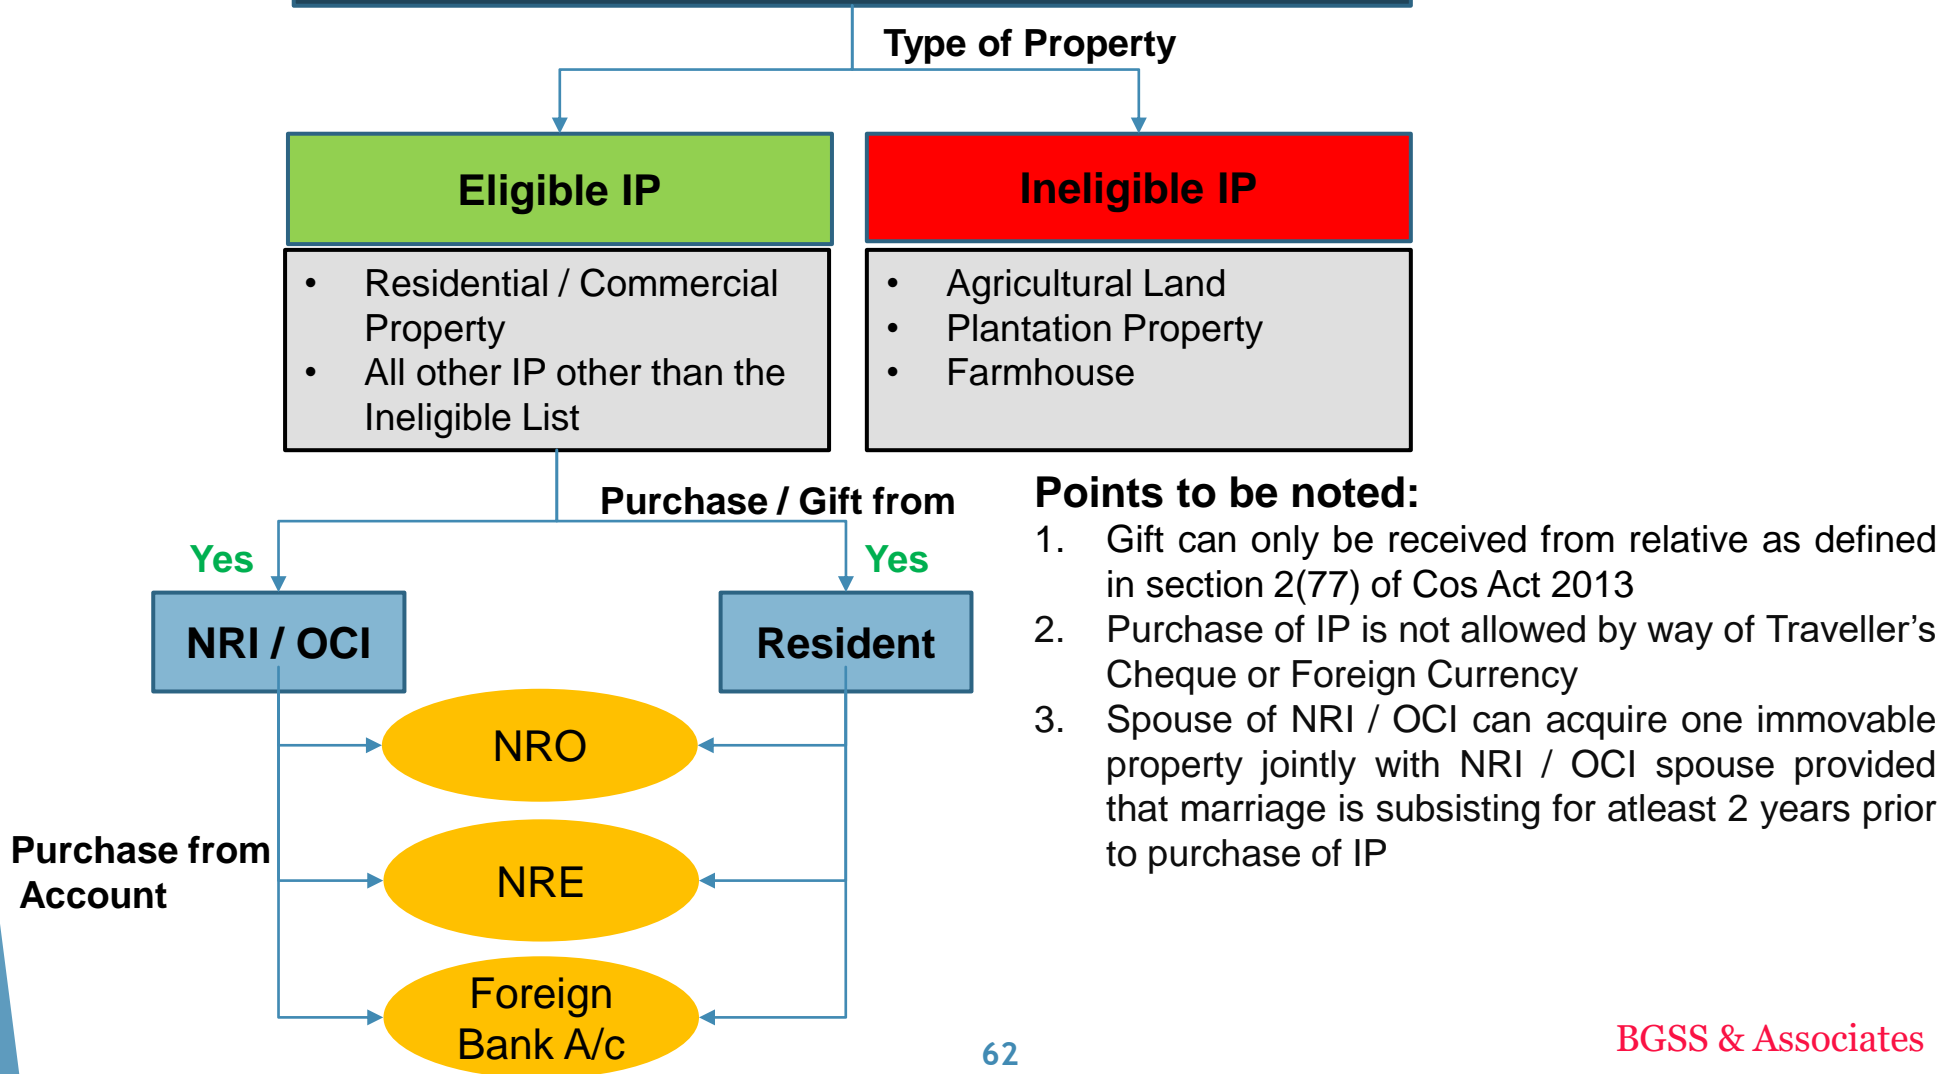 Type of Property
Eligible IP
Ineligible IP
• Residential / Commercial
Property
• All other IP other than the
Ineligible List
• Agricultural Land
• Plantation Property
• Farmhouse
Purchase / Gift from
Yes
Yes
NRI / OCI
Resident
NRO
NRE
Foreign
Bank A/c
Purchase from
Account
Points to be noted:
1. Gift can only be received from relative as defined
in section 2(77) of Cos Act 2013
2. Purchase of IP is not allowed by way of Traveller’s
Cheque or Foreign Currency
3. Spouse of NRI / OCI can acquire one immovable
property jointly with NRI / OCI spouse provided
that marriage is subsisting for atleast 2 years prior
to purchase of IP
62
BGSS & Associates